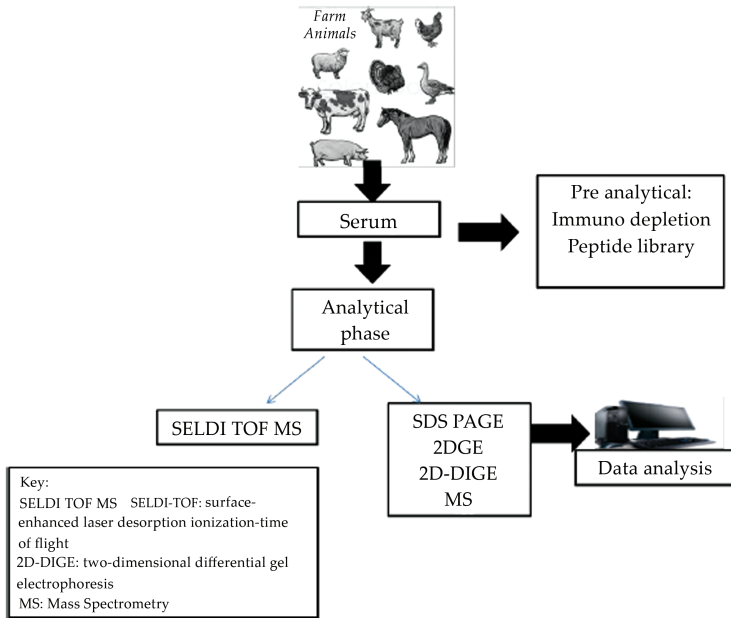 Farm
Animals
Serum
Pre analytical:
Immuno depletion
Peptide library
Analytical
phase
SELDI TOF MS
SDS PAGE
2DGE
2D-DIGE
MS
Data analysis
Key:
SELDI TOF MS SELDI-TOF: surface-
enhanced laser desorption ionization-time
of flight
2D-DIGE: two-dimensional differential gel
electrophoresis
MS: Mass Spectrometry